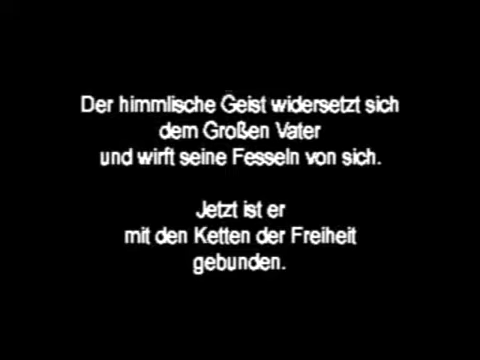 Der himmlische Geist widersetzt sich
dem Großen Vater
und wirft seine Fesseln von sich.
Jetzt ist er
mit den Ketten der Freiheit
gebunden.